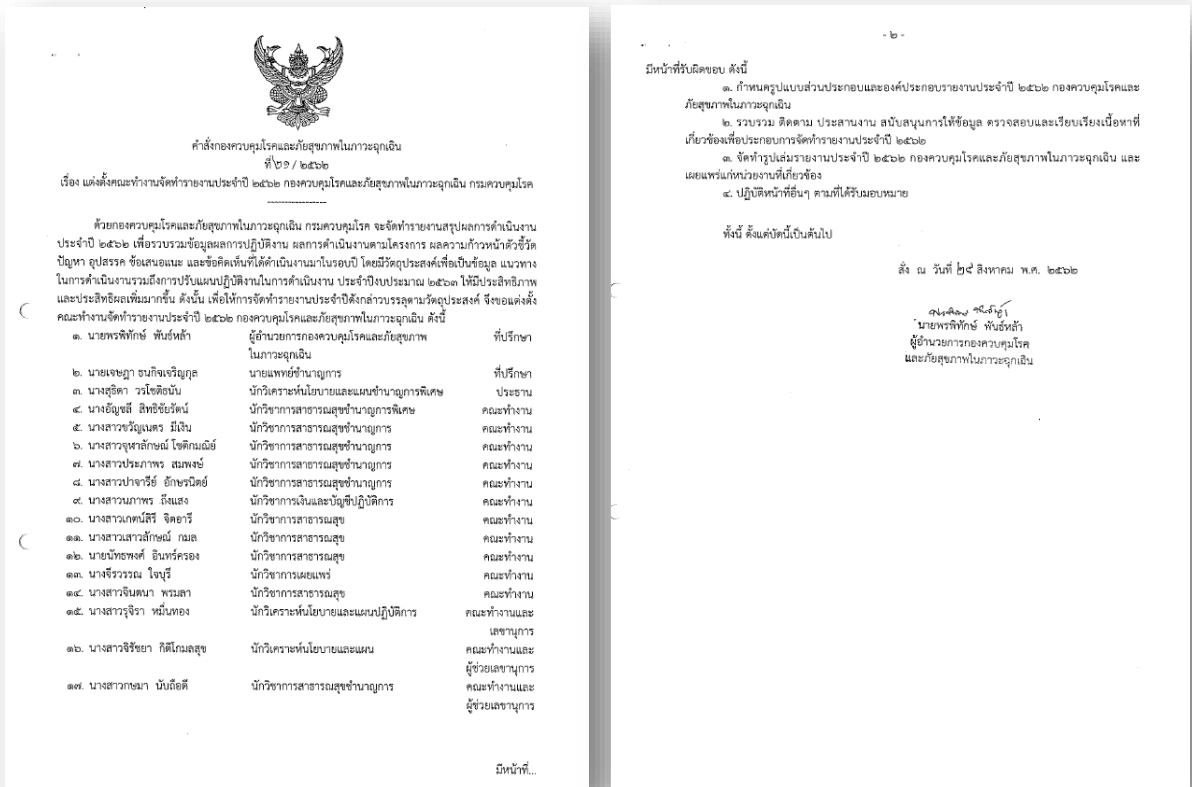 คำสั่งกองควบคุมโรคและภัยสุขภาพในภาวะฉุกเฉิน
ที่ ๒๑ / ๒๕๖๒
เรื่อง แต่งตั้งคณะทำงานจัดทำรายงานประจำปี ๒๕๖๒ กองควบคุมโรคและภัยสุขภาพในภาวะฉุกเฉิน กรมควบคุมโรค
-----------------
ด้วยกองควบคุมโรคและภัยสุขภาพในภาวะฉุกเฉิน กรมควบคุมโรค จะจัดทำรายงานสรุปผลการดำเนินงาน
ประจำปี ๒๕๖๒ เพื่อรวบรวมข้อมูลผลการปฏิบัติงาน ผลการดำเนินงานตามโครงการ ผลความก้าวหน้าตัวชี้วัด
ปัญหา อุปสรรค ข้อเสนอแนะ และข้อคิดเห็นที่ได้ดำเนินงานมาในรอบปี โดยมีวัตถุประสงค์เพื่อเป็นข้อมูล แนวทาง
ในการดำเนินงานรวมถึงการปรับแผนปฏิบัติงานในการดำเนินงาน ประจำปีงบประมาณ ๒๕๖๓ ให้มีประสิทธิภาพ
และประสิทธิผลเพิ่มมากขึ้น ดังนั้น เพื่อให้การจัดทำรายงานประจำปีดังกล่าวบรรลุตามวัตถุประสงค์ จึงขอแต่งตั้ง
คณะทำงานจัดทำรายงานประจำปี ๒๕๖๒ กองควบคุมโรคและภัยสุขภาพในภาวะฉุกเฉิน ดังนี้
๑. นายพรพิทักษ์ พันธ์หล้า ผู้อำนวยการกองควบคุมโรคและภัยสุขภาพ ที่ปรึกษา
ในภาวะฉุกเฉิน
๒. นายเจษฎา ธนกิจเจริญกุล นายแพทย์ชำนาญการ ที่ปรึกษา
๓. นางสุธิดา วรโชติธนัน นักวิเคราะห์นโยบายและแผนชำนาญการพิเศษ ประธาน
๔. นางอัญชลี สิทธิชัยรัตน์ นักวิชาการสาธารณสุขชำนาญการพิเศษ คณะทำงาน
๕. นางสาวขวัญเนตร มีเงิน นักวิชาการสาธารณสุขชำนาญการ คณะทำงาน
๖. นางสาวจุฬาลักษณ์ โชติกมณีย์ นักวิชาการสาธารณสุขชำนาญการ คณะทำงาน
๗. นางสาวประภาพร สมพงษ์ นักวิชาการสาธารณสุขชำนาญการ คณะทำงาน
๘. นางสาวปาจารีย์ อักษรนิตย์ นักวิชาการสาธารณสุขชำนาญการ คณะทำงาน
๙. นางสาวนภาพร ถึงแสง นักวิชาการเงินและบัญชีปฏิบัติการ คณะทำงาน
๑๐. นางสาวเกตน์สิรี จิตอารี นักวิชาการสาธารณสุข คณะทำงาน
๑๑. นางสาวเสาวลักษณ์ กมล นักวิชาการสาธารณสุข คณะทำงาน
๑๒. นายนัทธพงศ์ อินทร์ครอง นักวิชาการสาธารณสุข คณะทำงาน
๑๓. นางจีรวรรณ ใจบุรี นักวิชาการเผยแพร่ คณะทำงาน
๑๔. นางสาวจินตนา พรมลา นักวิชาการสาธารณสุข คณะทำงาน
๑๕. นางสาวรุจิรา หมื่นทอง นักวิเคราะห์นโยบายและแผนปฏิบัติการ คณะทำงานและ
เลขานุการ
๑๖. นางสาวจิรัชยา กิติโกมลสุข นักวิเคราะห์นโยบายและแผน คณะทำงานและ
ผู้ช่วยเลขานุการ
๑๗. นางสาวกษมา นับถือดี นักวิชาการสาธารณสุขชำนาญการ คณะทำงานและ
ผู้ช่วยเลขานุการ
มีหน้าที่...
- ๒ -
มีหน้าที่รับผิดขอบ ดังนี้
๑. กำหนดรูปแบบส่วนประกอบและองค์ประกอบรายงานประจำปี ๒๕๖๒ กองควบคุมโรคและ
ภัยสุขภาพในภาวะฉุกเฉิน
๒. รวบรวม ติดตาม ประสานงาน สนับสนุนการให้ข้อมูล ตรวจสอบและเรียบเรียงเนื้อหาที่
เกี่ยวข้องเพื่อประกอบการจัดทำรายงานประจำปี ๒๕๖๒
๓. จัดทำรูปเล่มรายงานประจำปี ๒๕๖๒ กองควบคุมโรคและภัยสุขภาพในภาวะฉุกเฉิน และ
เผยแพร่แก่หน่วยงานที่เกี่ยวข้อง
๔. ปฏิบัติหน้าที่อื่นๆ ตามที่ได้รับมอบหมาย
ทั้งนี้ ตั้งแต่บัดนี้เป็นต้นไป
สั่ง ณ วันที่ ๒๘ สิงหาคม พ.ศ. ๒๕๖๒
นายพรพิทักษ์ พันธ์หล้า
ผู้อำนวยการกองควบคุมโรค
และภัยสุขภาพในภาวะฉุกเฉิน